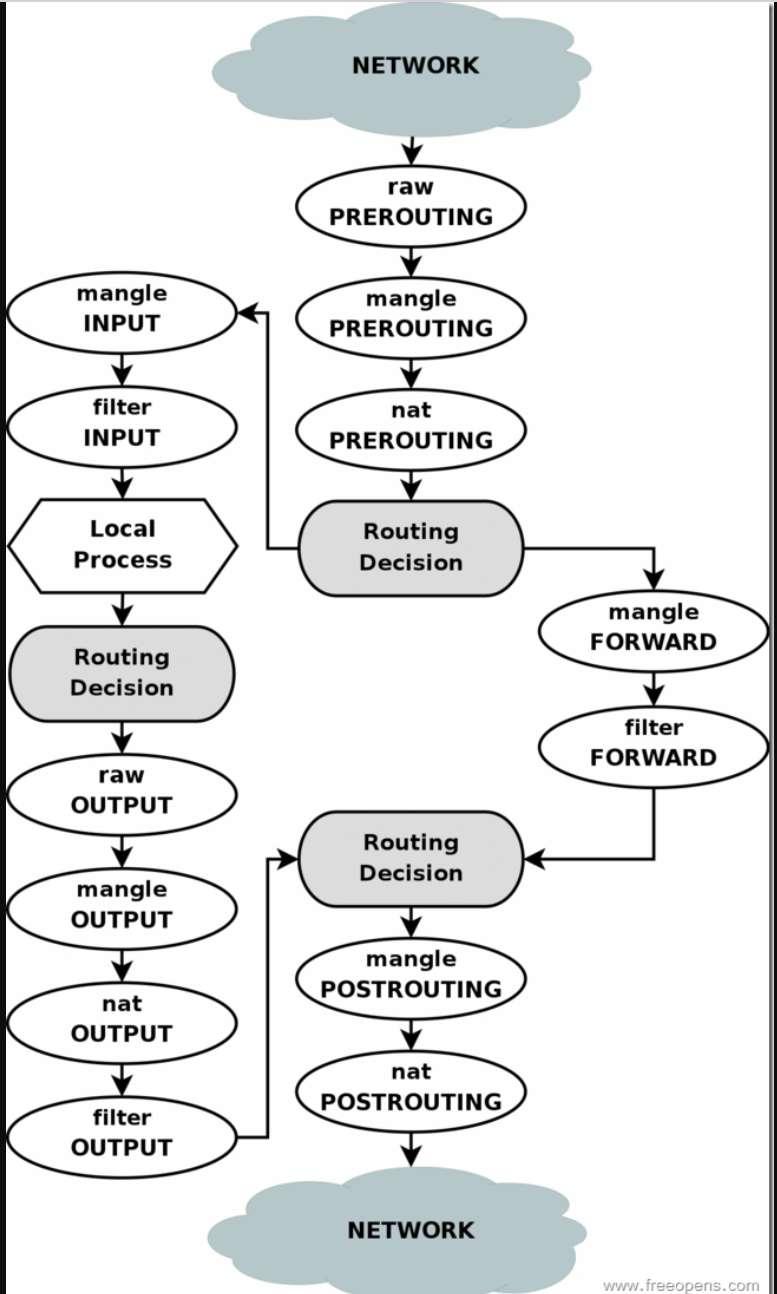 NETWORK
raw
PREROUTING
mangle
PREROUTING
nat
PREROUTING
Routing
Decision
mangle
INPUT
filter
INPUT
Local
Process
Routing
Decision
raw
OUTPUT
mangle
OUTPUT
nat
OUTPUT
filter
OUTPUT
mangle
FORWARD
filter
FORWARD
Routing
Decision
mangle
POSTROUTING
nat
POSTROUTING
NETWORK
www.freeopens.com